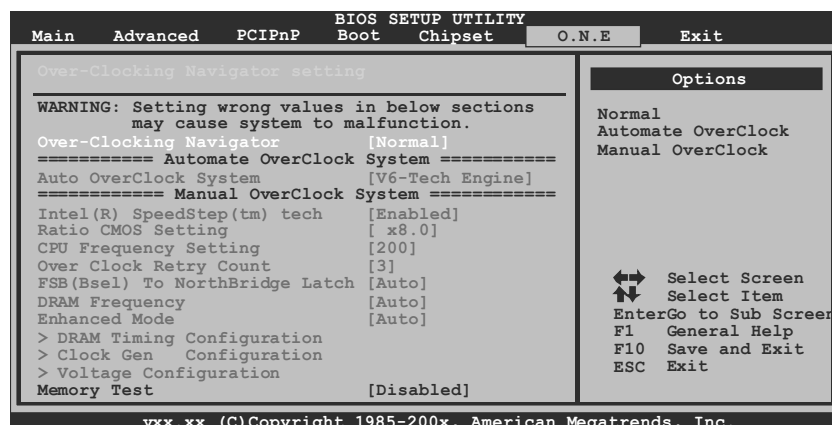 BIOS SETUP UTILITY
Main Advanced PCIPnP Boot Chipset O.N.E Exit
Over-Clocking Navigator setting
WARNING: Setting wrong values in below sections
may cause system to malfunction.
Over-Clocking Navigator [Normal]
=========== Automate OverClock System ===========
Auto OverClock System [V6-Tech Engine]
============ Manual OverClock System ============
Intel(R) SpeedStep(tm) tech [Enabled]
Ratio CMOS Setting [ x8.0]
CPU Frequency Setting [200]
Over Clock Retry Count [3]
FSB(Bsel) To NorthBridge Latch [Auto]
DRAM Frequency [Auto]
Enhanced Mode [Auto]
> DRAM Timing Configuration
> Clock Gen Configuration
> Voltage Configuration
Memory Test [Disabled]
Options
Normal
Automate OverClock
Manual OverClock
Select Screen
Select Item
EnterGo to Sub Screen
F1 General Help
F10 Save and Exit
ESC Exit
vxx.xx (C)Copyright 1985-200x, American Megatrends, Inc.